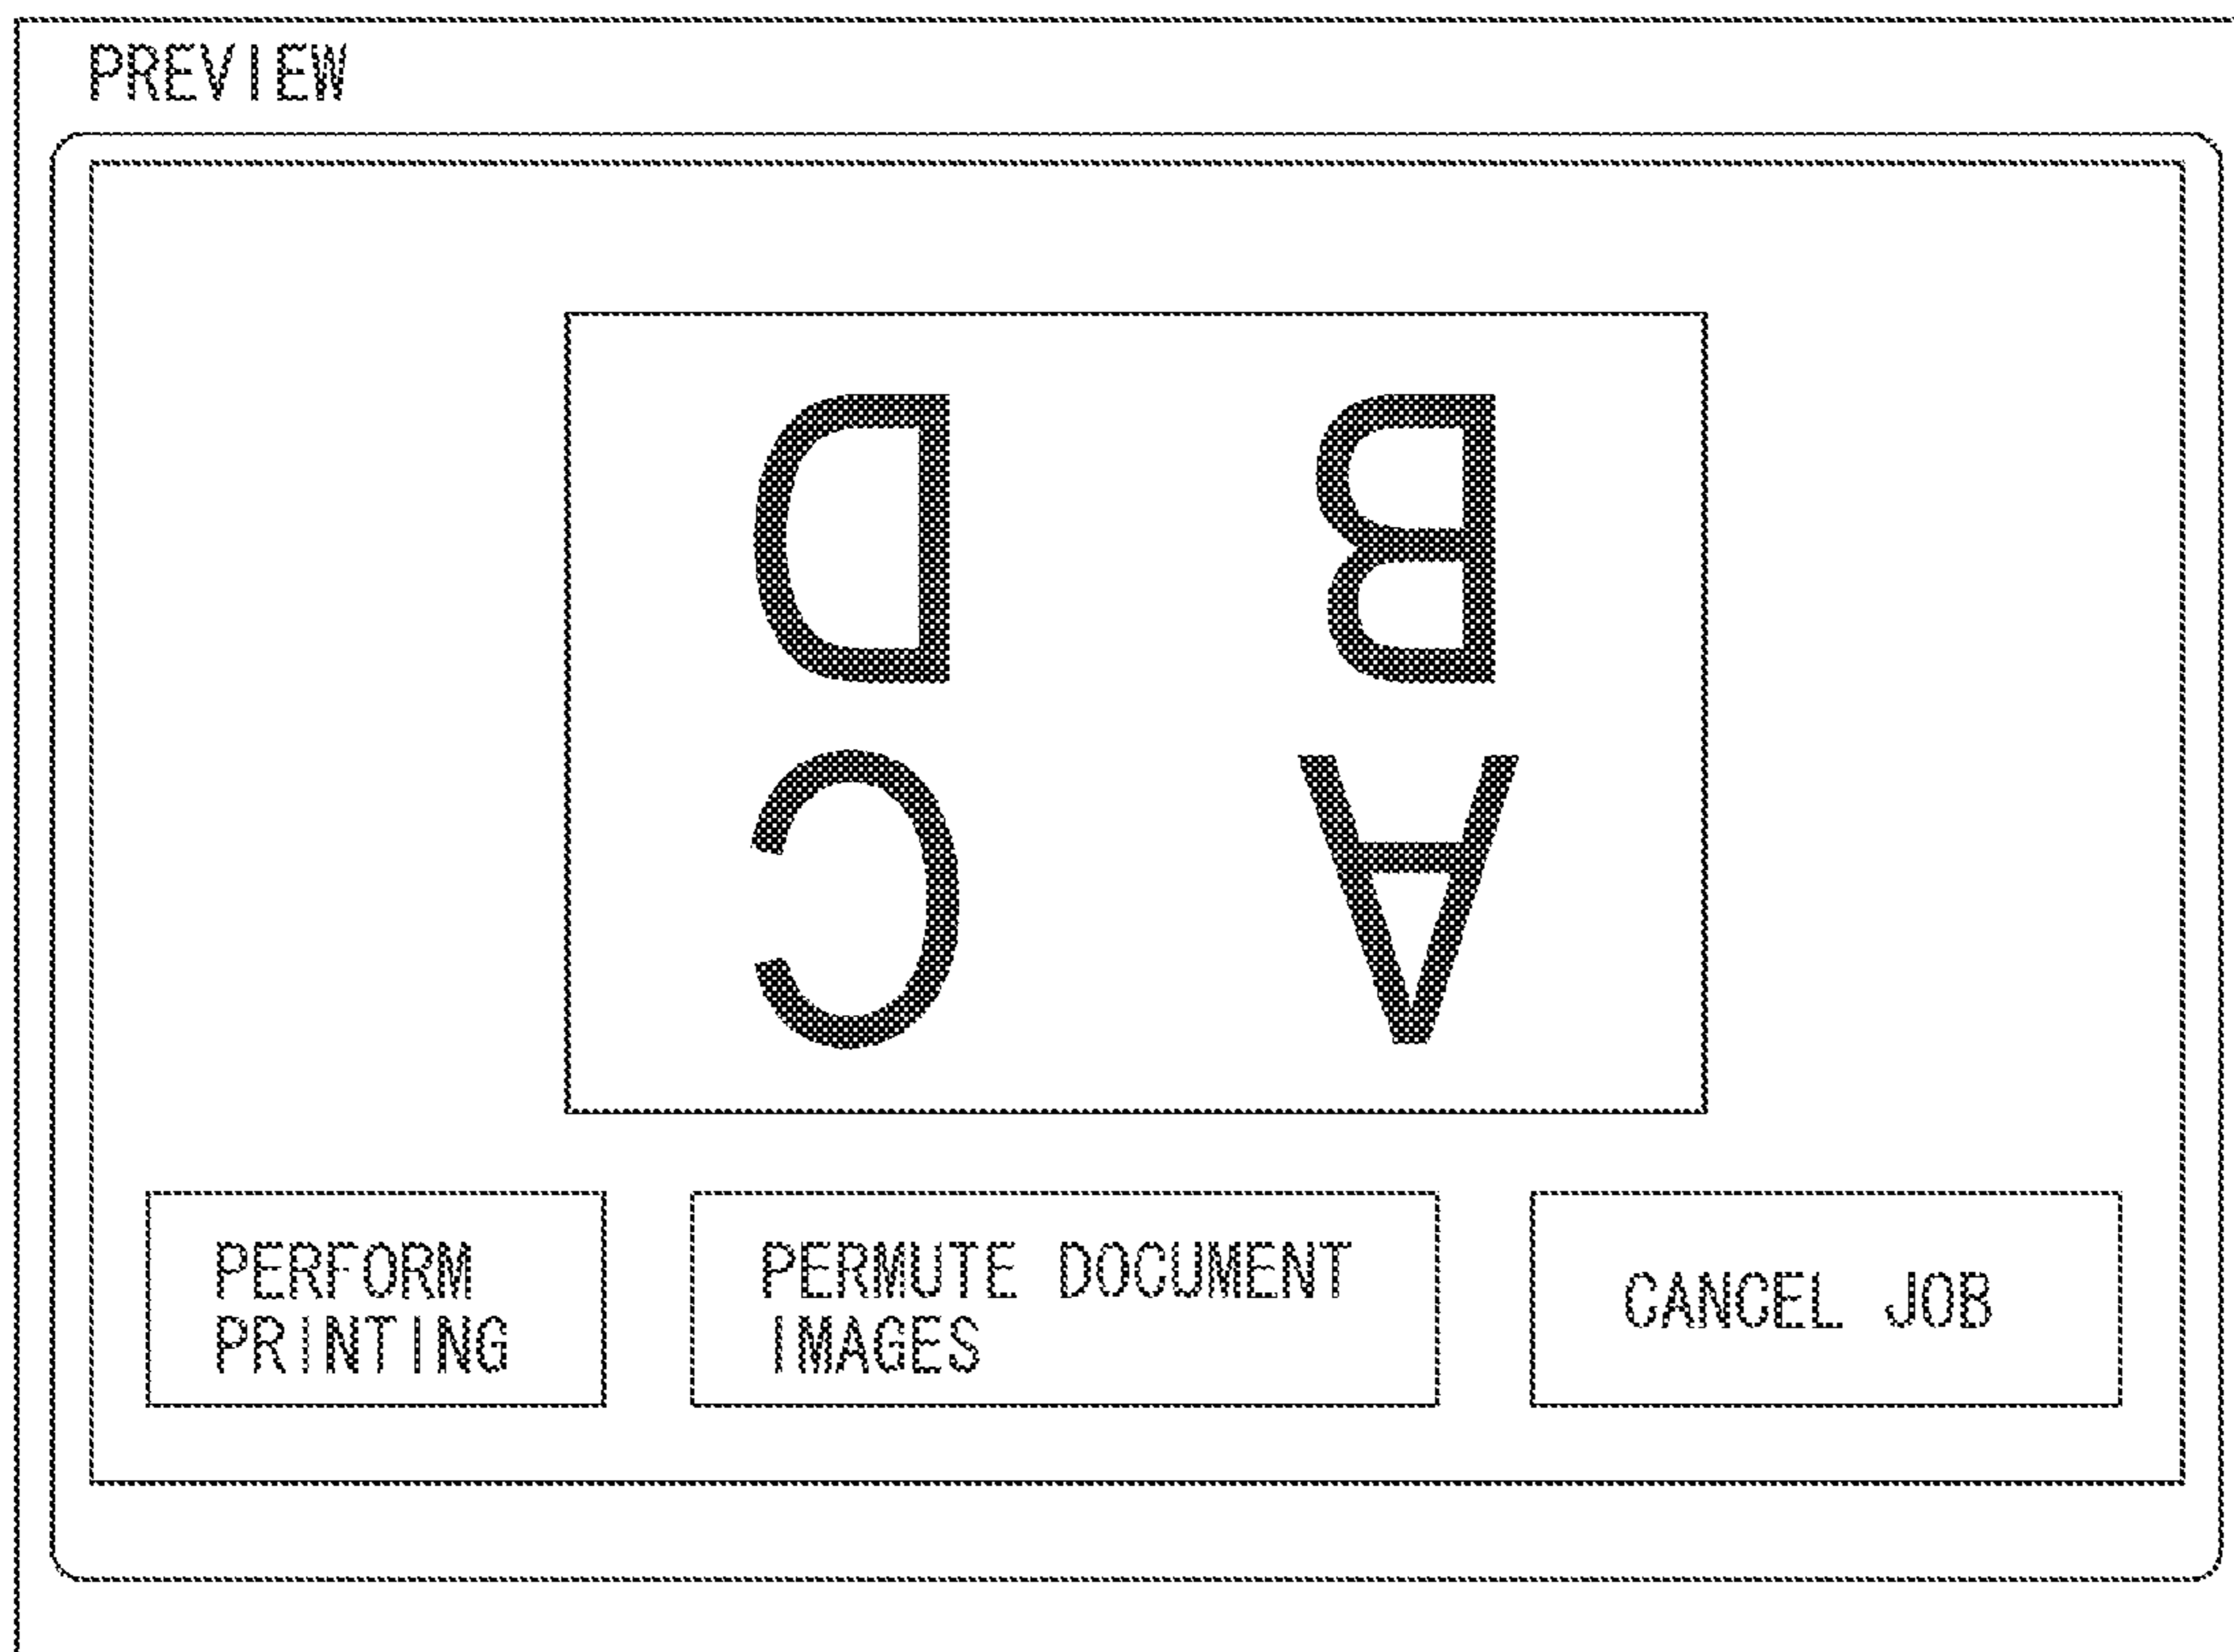 PREVIEW
D B
C A
PERFORM
PRINTING
PERMUTE DOCUMENT
IMAGES
CANCEL JOB